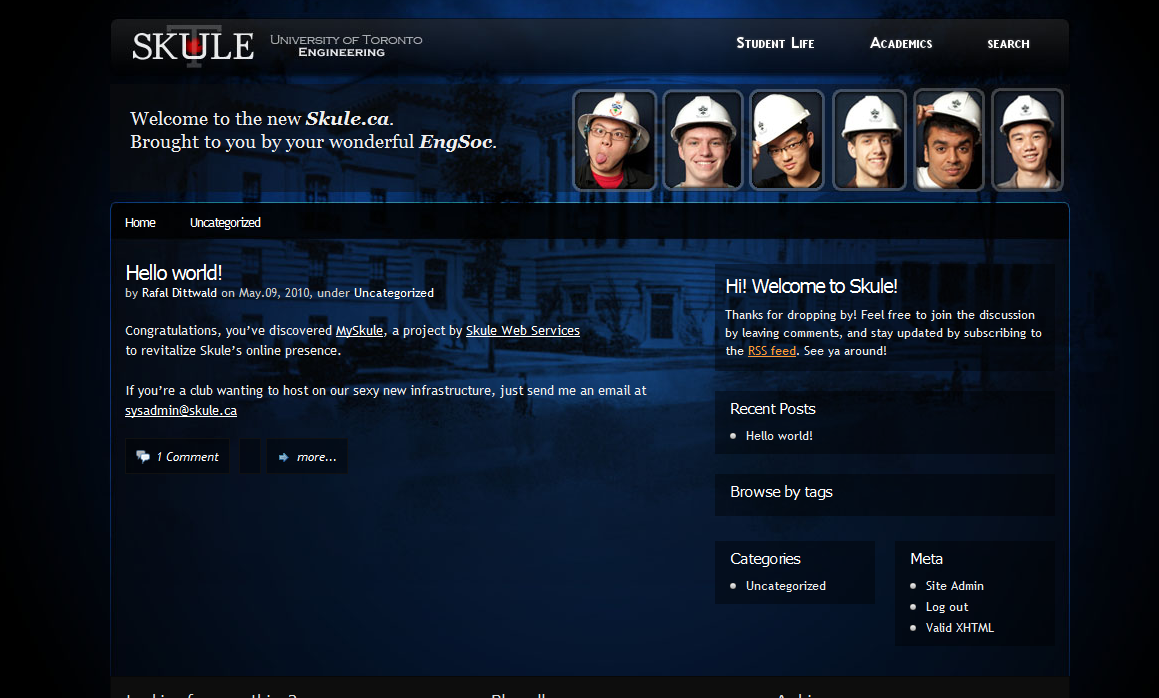 SKULE
University of Toronto
Engineering
Student Life
Academics
search
Welcome to the new Skule.ca.
Brought to you by your wonderful EngSoc.
Home
Uncategorized
Hello world!
by Rafal Dittwald on May.09, 2010, under Uncategorized
Congratulations, you’ve discovered MySkule, a project by Skule Web Services
to revitalize Skule’s online presence.
If you’re a club wanting to host on our sexy new infrastructure, just send me an email at
sysadmin@skule.ca
1 Comment
more...
Hi! Welcome to Skule!
Thanks for dropping by! Feel free to join the discussion
by leaving comments, and stay updated by subscribing to
the RSS feed. See ya around!
Recent Posts
Hello world!
Browse by tags
Categories
Uncategorized
Meta
Site Admin
Log out
Valid XHTML